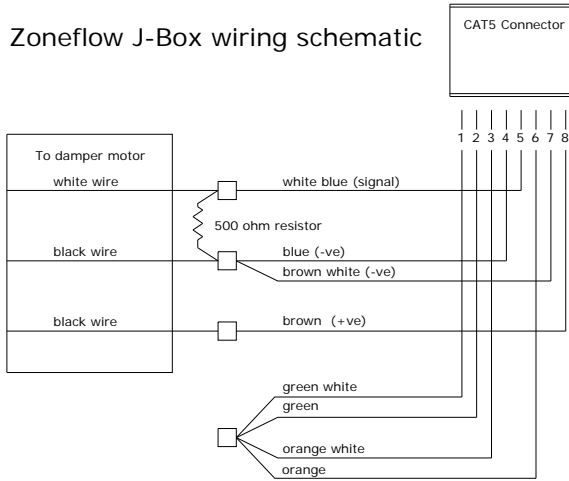 Zoneflow J-Box wiring schematic
CAT5 Connector
1 2 3 4 5 6 7 8
To damper motor
white wire
white blue (signal)
500 ohm resistor
black wire
blue (-ve)
brown white (-ve)
black wire
brown (+ve)
green white
green
orange white
orange